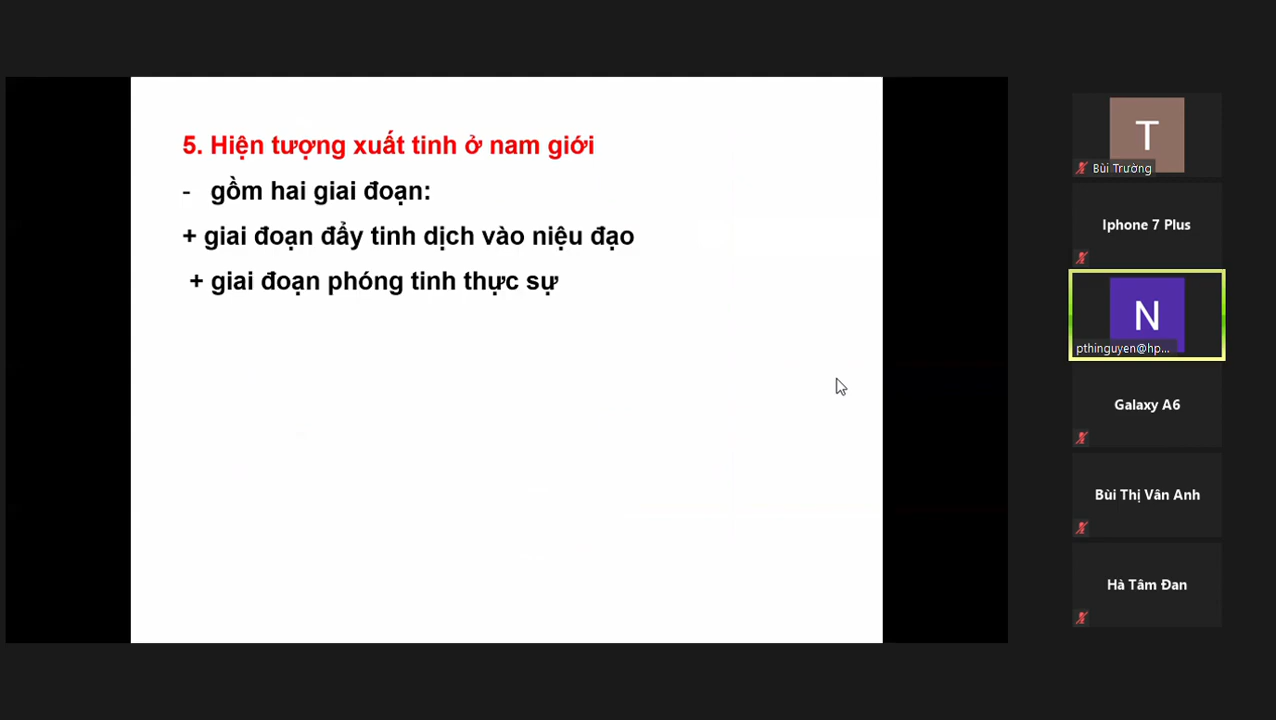 5. Hiện tượng xuất tinh ở nam giới
- gồm hai giai đoạn:
+ giai đoạn đẩy tinh dịch vào niệu đạo
+ giai đoạn phóng tinh thực sự
T
Bùi Trường
Iphone 7 Plus
N
pthinguyen@hp...
Galaxy A6
Bùi Thị Vân Anh
Hà Tâm Đan